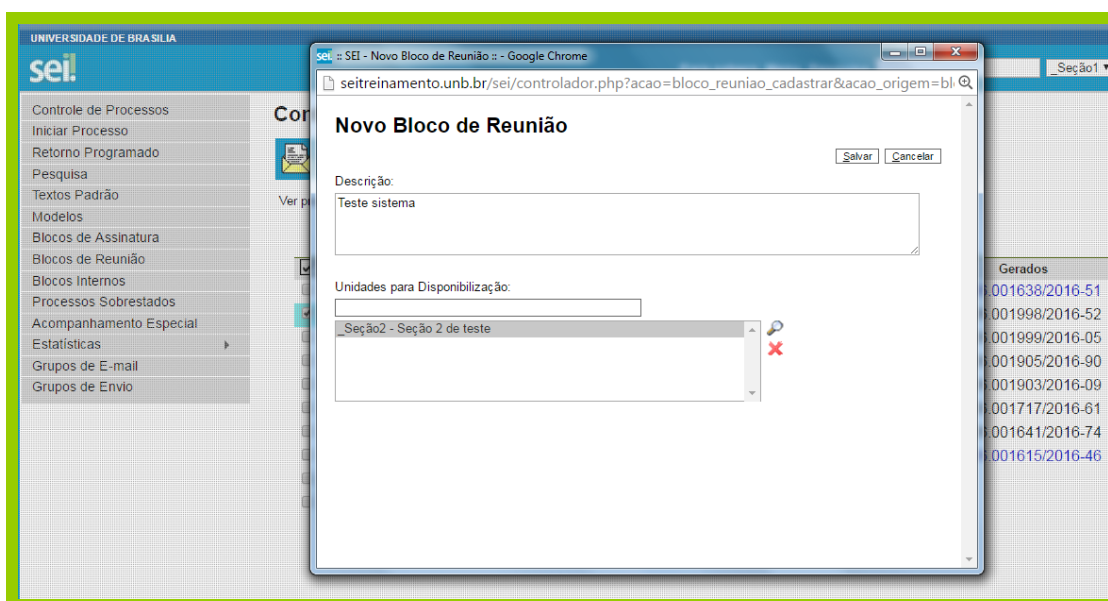 UNIVERSIDADE DE BRASILIA
sei!
_Seção1
Controle de Processos
Iniciar Processo
Retorno Programado
Pesquisa
Textos Padrão
Modelos
Blocos de Assinatura
Blocos de Reunião
Blocos Internos
Processos Sobrestados
Acompanhamento Especial
Estatísticas
Grupos de E-mail
Grupos de Envio
Cor
Ver p
sei. :: SEI - Novo Bloco de Reunião :: - Google Chrome
seitreinamento.unb.br/sei/controlador.php?acao=bloco_reuniao_cadastrar&acao_origem=bl
Novo Bloco de Reunião
Salvar Cancelar
Descrição:
Teste sistema
Unidades para Disponibilização:
_Seção2 - Seção 2 de teste
Gerados
.001638/2016-51
.001998/2016-52
.001999/2016-05
.001905/2016-90
.001903/2016-09
.001717/2016-61
.001641/2016-74
.001615/2016-46